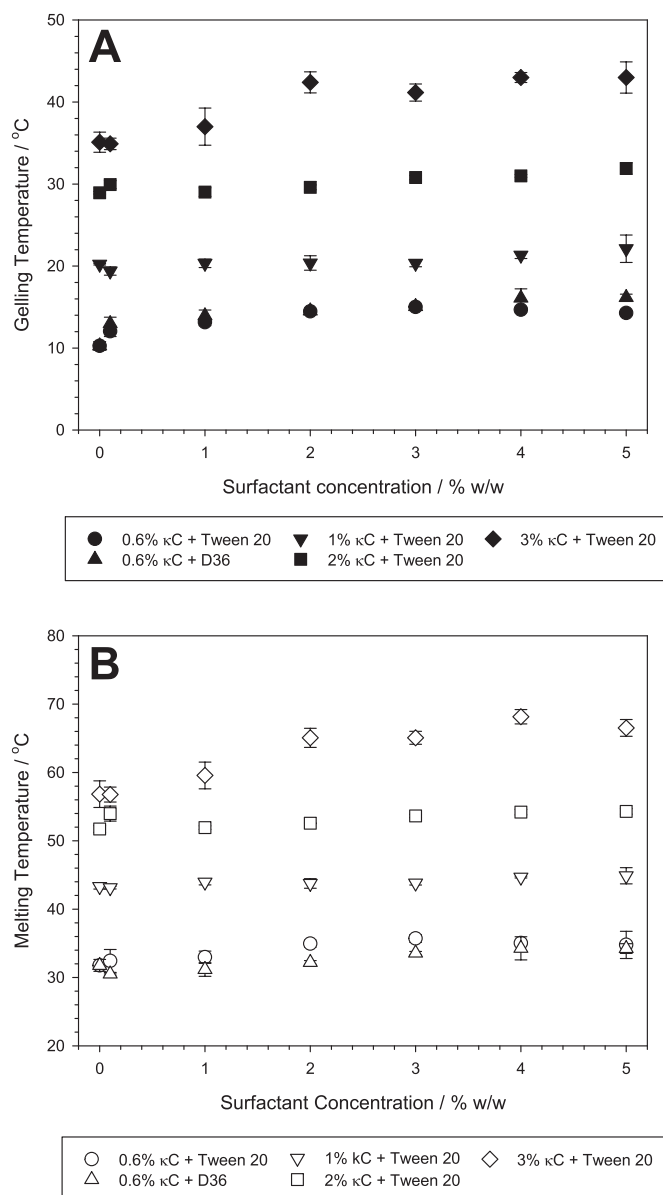 A
50
40
30
20
10
0
Gelling Temperature / °C
0 1 2 3 4 5
Surfactant concentration / % w/w
0.6% κC + Tween 20 1% κC + Tween 20 3% κC + Tween 20
0.6% κC + D36 2% κC + Tween 20
B
80
70
60
50
40
30
20
Melting Temperature / °C
0 1 2 3 4 5
Surfactant Concentration / % w/w
0.6% κC + Tween 20 1% kC + Tween 20 3% κC + Tween 20
0.6% κC + D36 2% κC + Tween 20